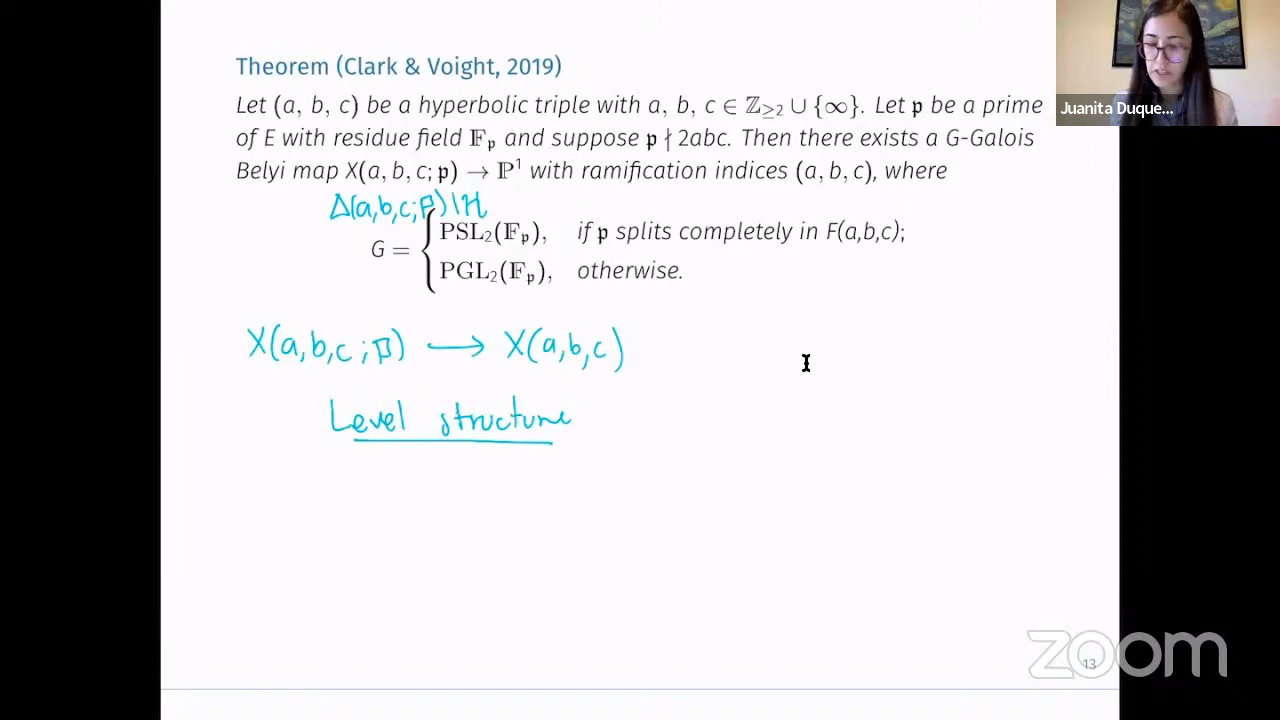 Theorem (Clark & Voight, 2019)
Let (a, b, c) be a hyperbolic triple with a, b, c ∈ ℤ≥2 ∪ {∞}. Let 𝔭 be a prime
of E with residue field 𝔽𝔭 and suppose 𝔭 ∤ 2abc. Then there exists a G-Galois
Belyi map X(a, b, c; 𝔭) → ℙ¹ with ramification indices (a, b, c), where
Δ(a,b,c;𝔭)\ℋ
G = { PSL₂(𝔽𝔭), if 𝔭 splits completely in F(a,b,c);
PGL₂(𝔽𝔭), otherwise.
X(a,b,c;𝔭) ⟶ X(a,b,c)
Level structure
Juanita Duque...
zoom
13